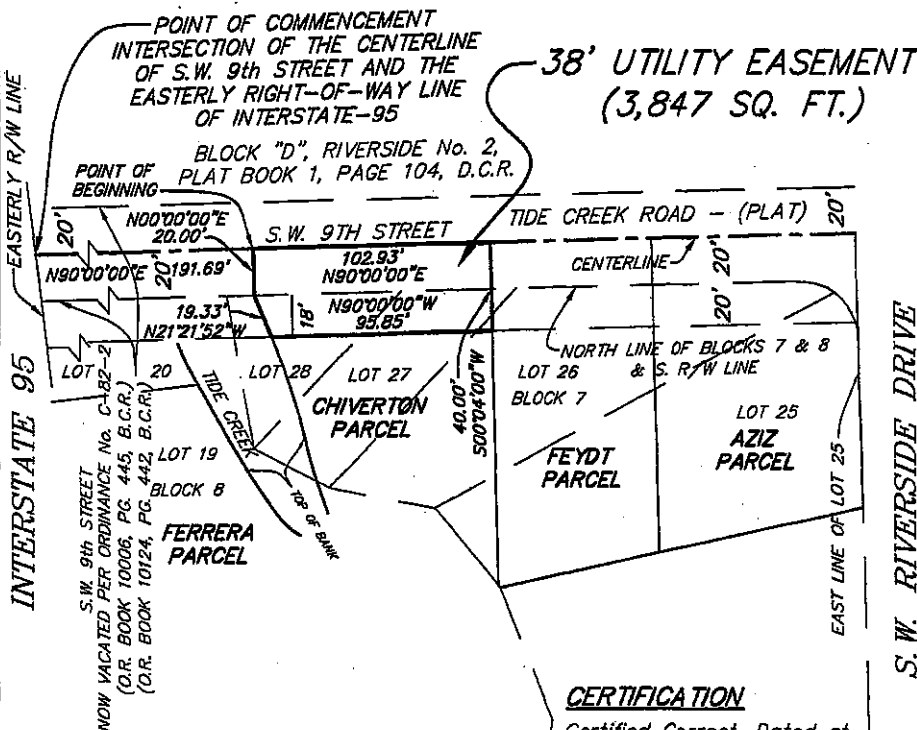 POINT OF COMMENCEMENT
INTERSECTION OF THE CENTERLINE
OF S.W. 9th STREET AND THE
EASTERLY RIGHT-OF-WAY LINE
OF INTERSTATE-95
38' UTILITY EASEMENT
(3,847 SQ. FT.)
BLOCK "D", RIVERSIDE No. 2,
PLAT BOOK 1, PAGE 104, D.C.R.
EASTERLY R/W LINE
POINT OF
BEGINNING
20'
N00°00'00"E
20.00'
S.W. 9TH STREET
TIDE CREEK ROAD - (PLAT)
20'
N90°00'00"E
191.69'
20'
102.93'
N90°00'00"E
CENTERLINE
20'
19.33'
N21°21'52"W
18'
N90°00'00"W
95.85'
20'
NORTH LINE OF BLOCKS 7 & 8
& S. R/W LINE
LOT 20
LOT 28
LOT 27
CHIVERTON
PARCEL
40.00'
S00°04'00"W
LOT 26
BLOCK 7
FEYDT
PARCEL
LOT 25
AZIZ
PARCEL
TIDE CREEK
LOT 19
BLOCK 8
FERRERA
PARCEL
TOP OF BANK
EAST LINE OF LOT 25
INTERSTATE 95
S.W. 9th STREET
NOW VACATED PER ORDINANCE No. C-82-2
(O.R. BOOK 10006, PG. 445, B.C.R.)
(O.R. BOOK 10124, PG. 442, B.C.R.)
S.W. RIVERSIDE DRIVE
CERTIFICATION
Certified Correct. Dated at